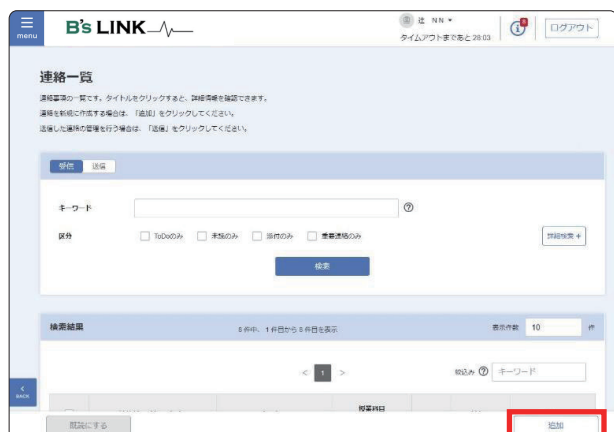 menu
B's LINK
NN
タイムアウトまであと 28:03
ログアウト
連絡一覧
連絡事項の一覧です。タイトルをクリックすると、詳細情報を確認できます。
連絡を新規に作成する場合は、「追加」をクリックしてください。
送信した連絡の管理を行う場合は、「送信」をクリックしてください。
受信 送信
キーワード
区分 ToDoのみ 未読のみ 添付のみ 重要連絡のみ 詳細検索 +
検索
検索結果 8 件中、 1 件目から 8 件目を表示 表示件数 10 件
< 1 > 絞込み キーワード
BACK
授業科目
既読にする 追加